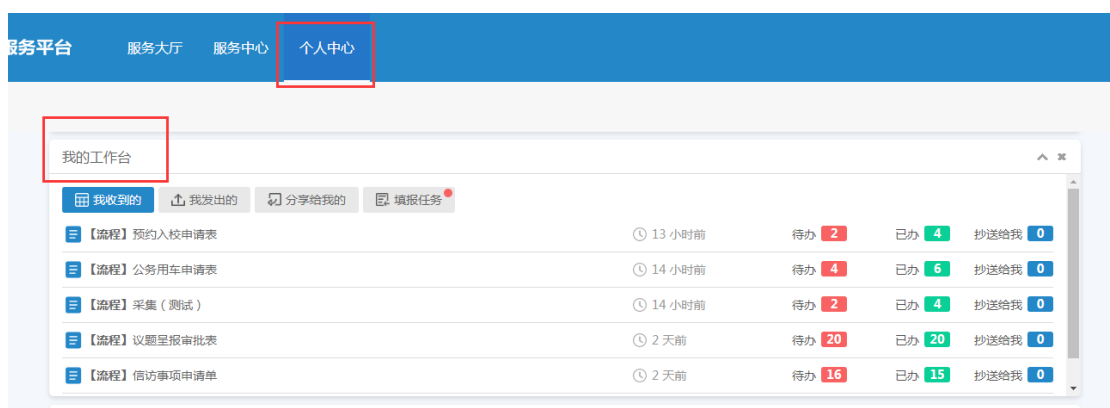 服务平台 服务大厅 服务中心 个人中心
我的工作台
我收到的 我发出的 分享给我的 填报任务
【流程】预约入校申请表 13 小时前 待办 2 已办 4 抄送给我 0
【流程】公务用车申请表 14 小时前 待办 4 已办 6 抄送给我 0
【流程】采集（测试） 14 小时前 待办 2 已办 4 抄送给我 0
【流程】议题呈报审批表 2 天前 待办 20 已办 20 抄送给我 0
【流程】信访事项申请单 2 天前 待办 16 已办 15 抄送给我 0